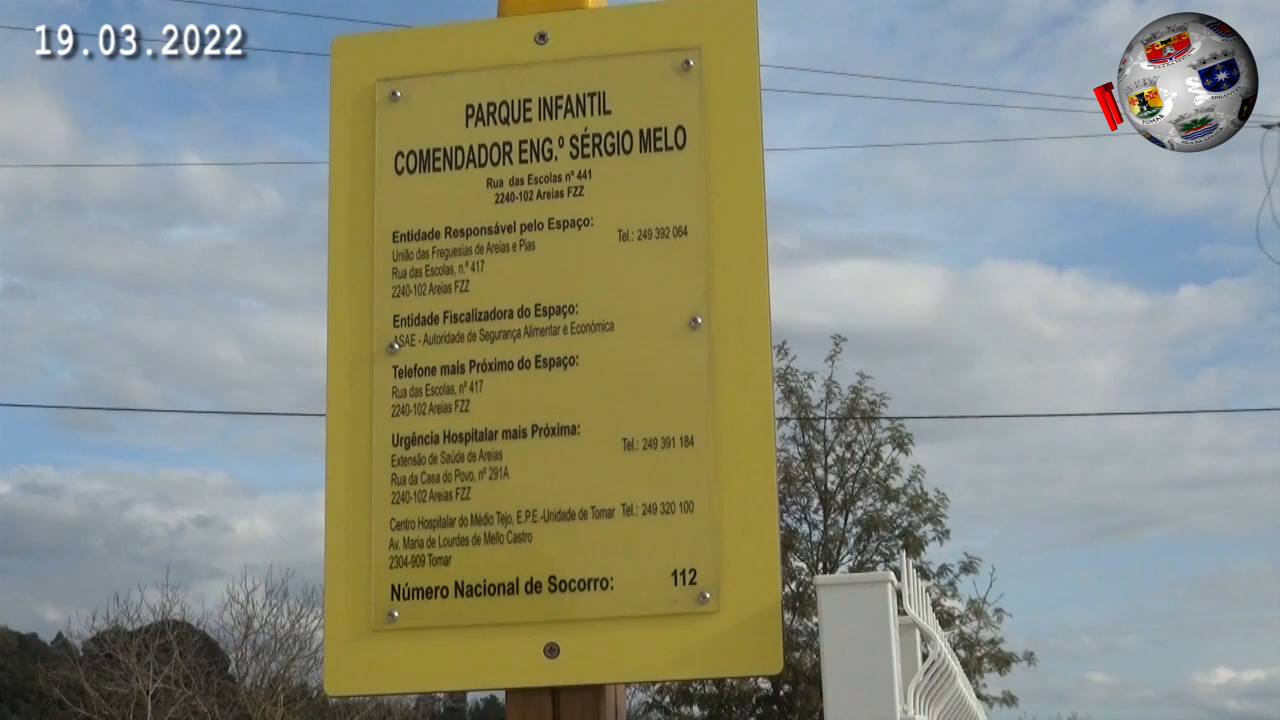 19.03.2022
PARQUE INFANTIL
COMENDADOR ENG.º SÉRGIO MELO
Rua das Escolas nº 441
2240-102 Areias FZZ
Entidade Responsável pelo Espaço:
União das Freguesias de Areias e Pias Tel.: 249 392 064
Rua das Escolas, n.º 417
2240-102 Areias FZZ
Entidade Fiscalizadora do Espaço:
ASAE - Autoridade de Segurança Alimentar e Económica
Telefone mais Próximo do Espaço:
Rua das Escolas, nº 417
2240-102 Areias FZZ
Urgência Hospitalar mais Próxima:
Extensão de Saúde de Areias Tel.: 249 391 184
Rua da Casa do Povo, nº 291A
2240-102 Areias FZZ
Centro Hospitalar do Médio Tejo, E.P.E.-Unidade de Tomar Tel.: 249 320 100
Av. Maria de Lourdes de Mello Castro
2304-909 Tomar
Número Nacional de Socorro: 112
ABRANTES
TOMAR